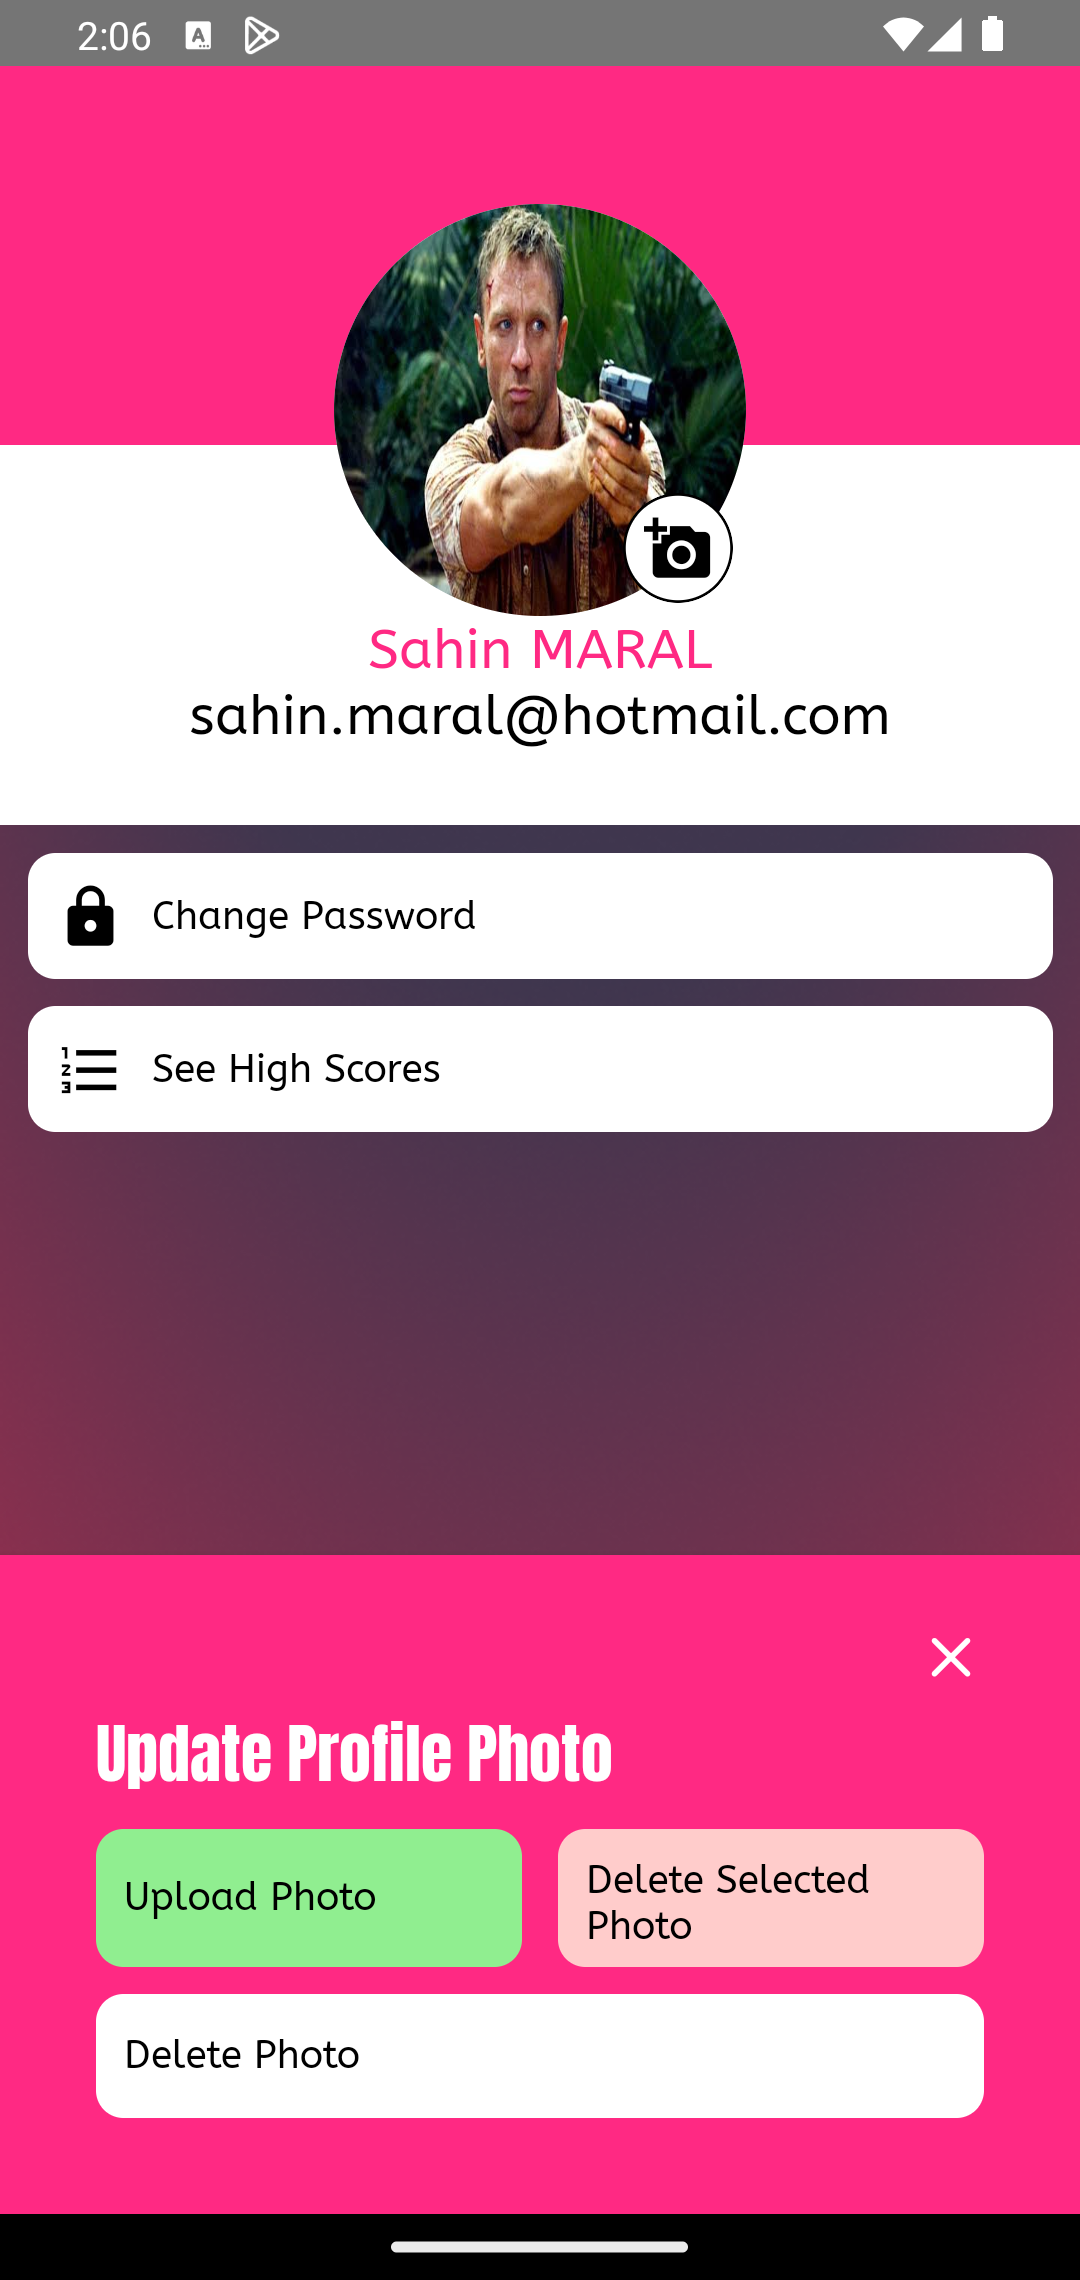 2:06
Sahin MARAL
sahin.maral@hotmail.com
Change Password
See High Scores
Update Profile Photo
Upload Photo
Delete Selected
Photo
Delete Photo